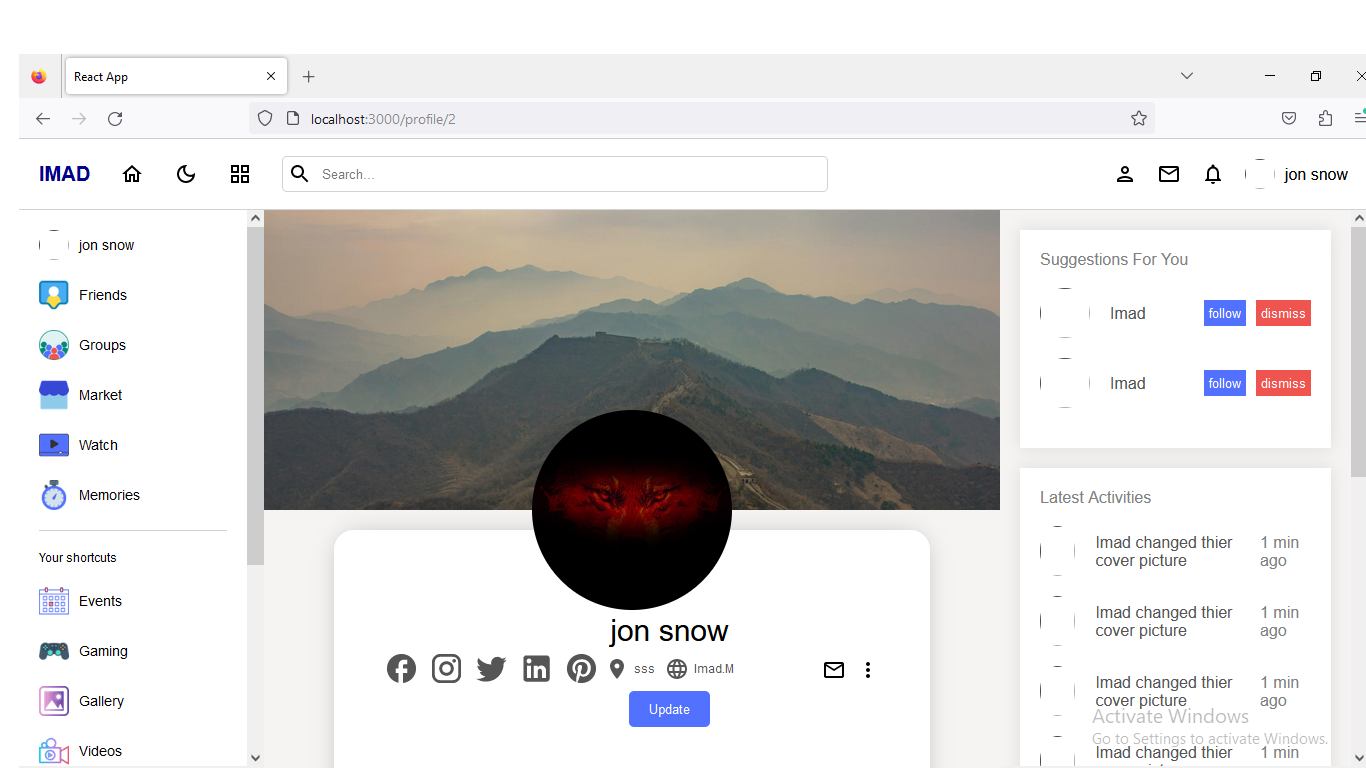 React App
localhost:3000/profile/2
IMAD
Search...
jon snow
jon snow
Friends
Groups
Market
Watch
Memories
Your shortcuts
Events
Gaming
Gallery
Videos
jon snow
sss
Imad.M
Update
Suggestions For You
Imad
follow
dismiss
Imad
follow
dismiss
Latest Activities
Imad changed thier
cover picture
1 min
ago
Imad changed thier
cover picture
1 min
ago
Imad changed thier
cover picture
1 min
ago
Activate Windows
Go to Settings to activate Windows.
Imad changed thier
1 min